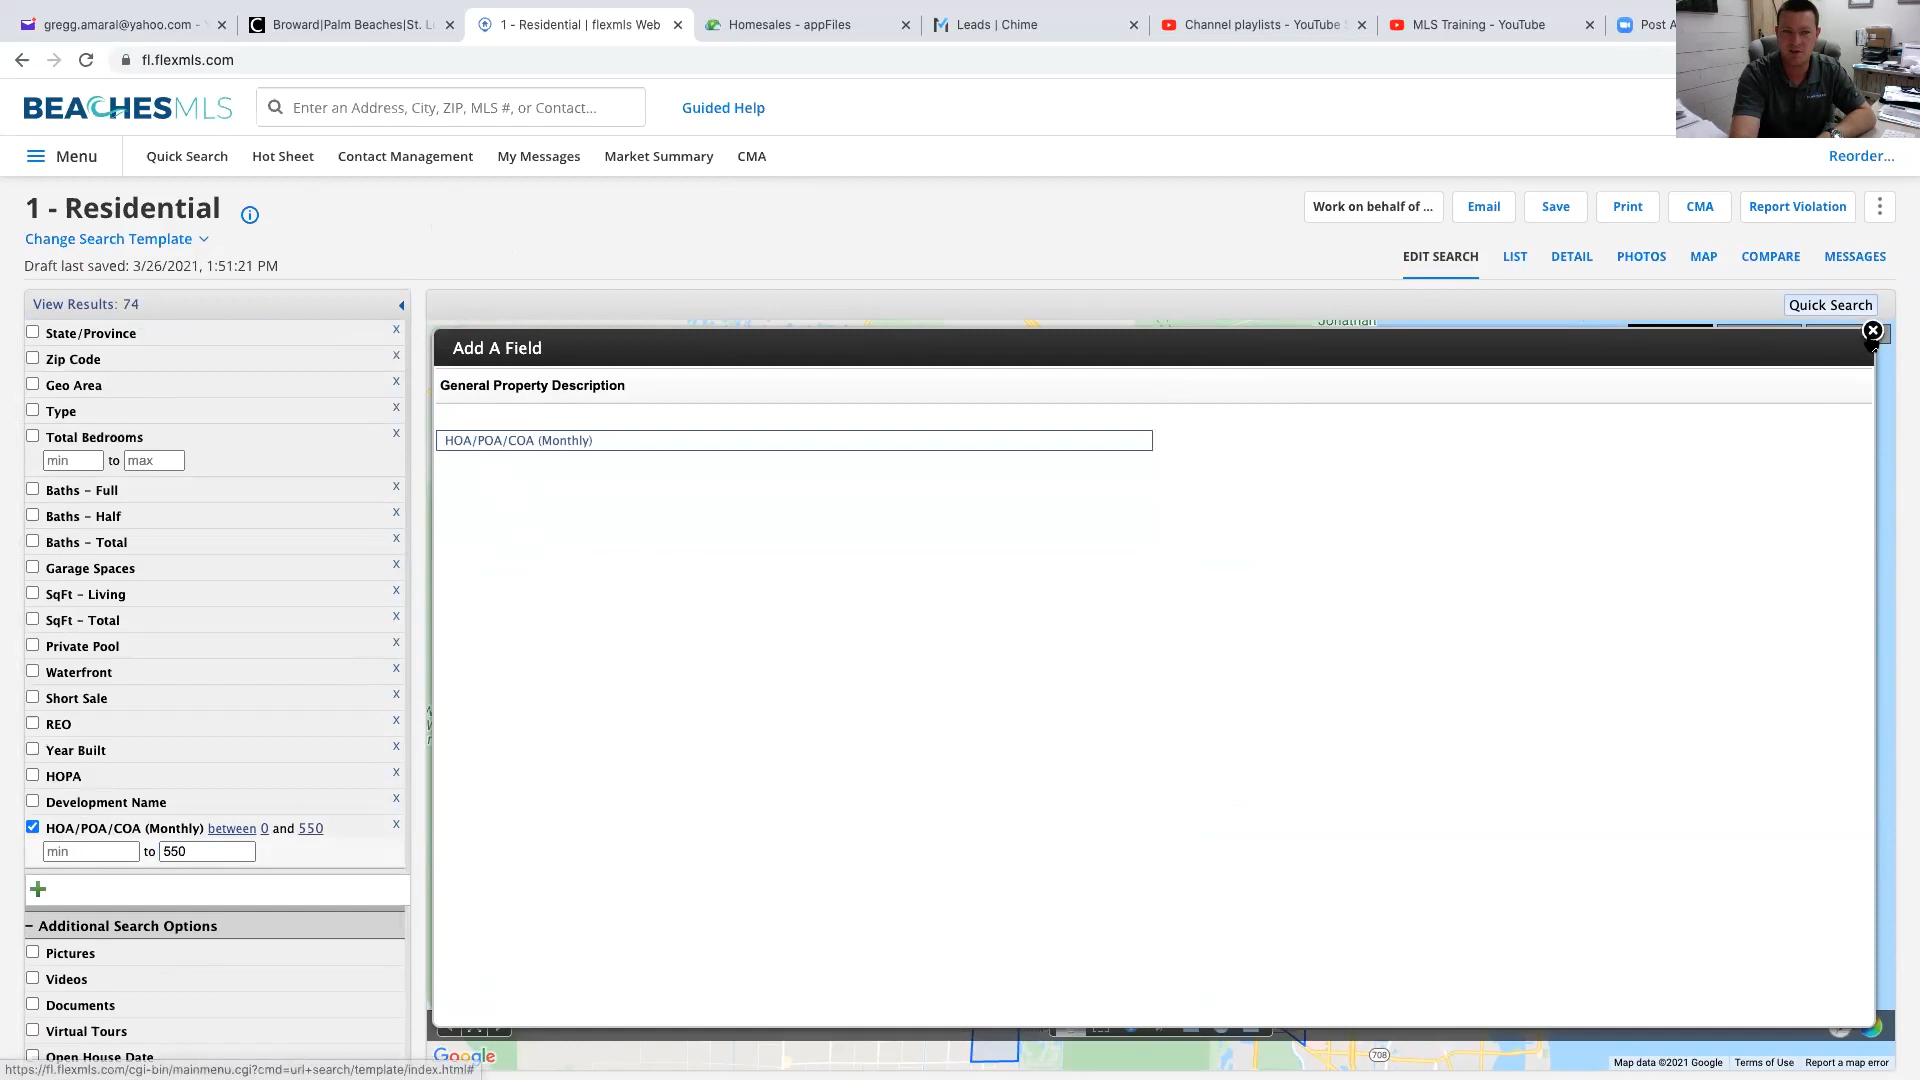 gregg.amaral@yahoo.com -
Broward|Palm Beaches|St. L
1 - Residential | flexmls Web
Homesales - appFiles
Leads | Chime
Channel playlists - YouTube
MLS Training - YouTube
Post A
fl.flexmls.com
BEACHESMLS
Enter an Address, City, ZIP, MLS #, or Contact...
Guided Help
Menu
Quick Search
Hot Sheet
Contact Management
My Messages
Market Summary
CMA
Reorder...
1 - Residential
Work on behalf of ...
Email
Save
Print
CMA
Report Violation
Change Search Template
Draft last saved: 3/26/2021, 1:51:21 PM
EDIT SEARCH
LIST
DETAIL
PHOTOS
MAP
COMPARE
MESSAGES
View Results: 74
Quick Search
State/Province X
Zip Code X
Geo Area X
Type X
Total Bedrooms X
min to max
Baths - Full X
Baths - Half X
Baths - Total X
Garage Spaces X
SqFt - Living X
SqFt - Total X
Private Pool X
Waterfront X
Short Sale X
REO X
Year Built X
HOPA X
Development Name X
HOA/POA/COA (Monthly) between 0 and 550 X
min to 550
- Additional Search Options
Pictures
Videos
Documents
Virtual Tours
Open House Date
Jonathan
Add A Field
General Property Description
HOA/POA/COA (Monthly)
Google
708
Map data ©2021 Google
Terms of Use
Report a map error
https://fl.flexmls.com/cgi-bin/mainmenu.cgi?cmd=url+search/template/index.html#